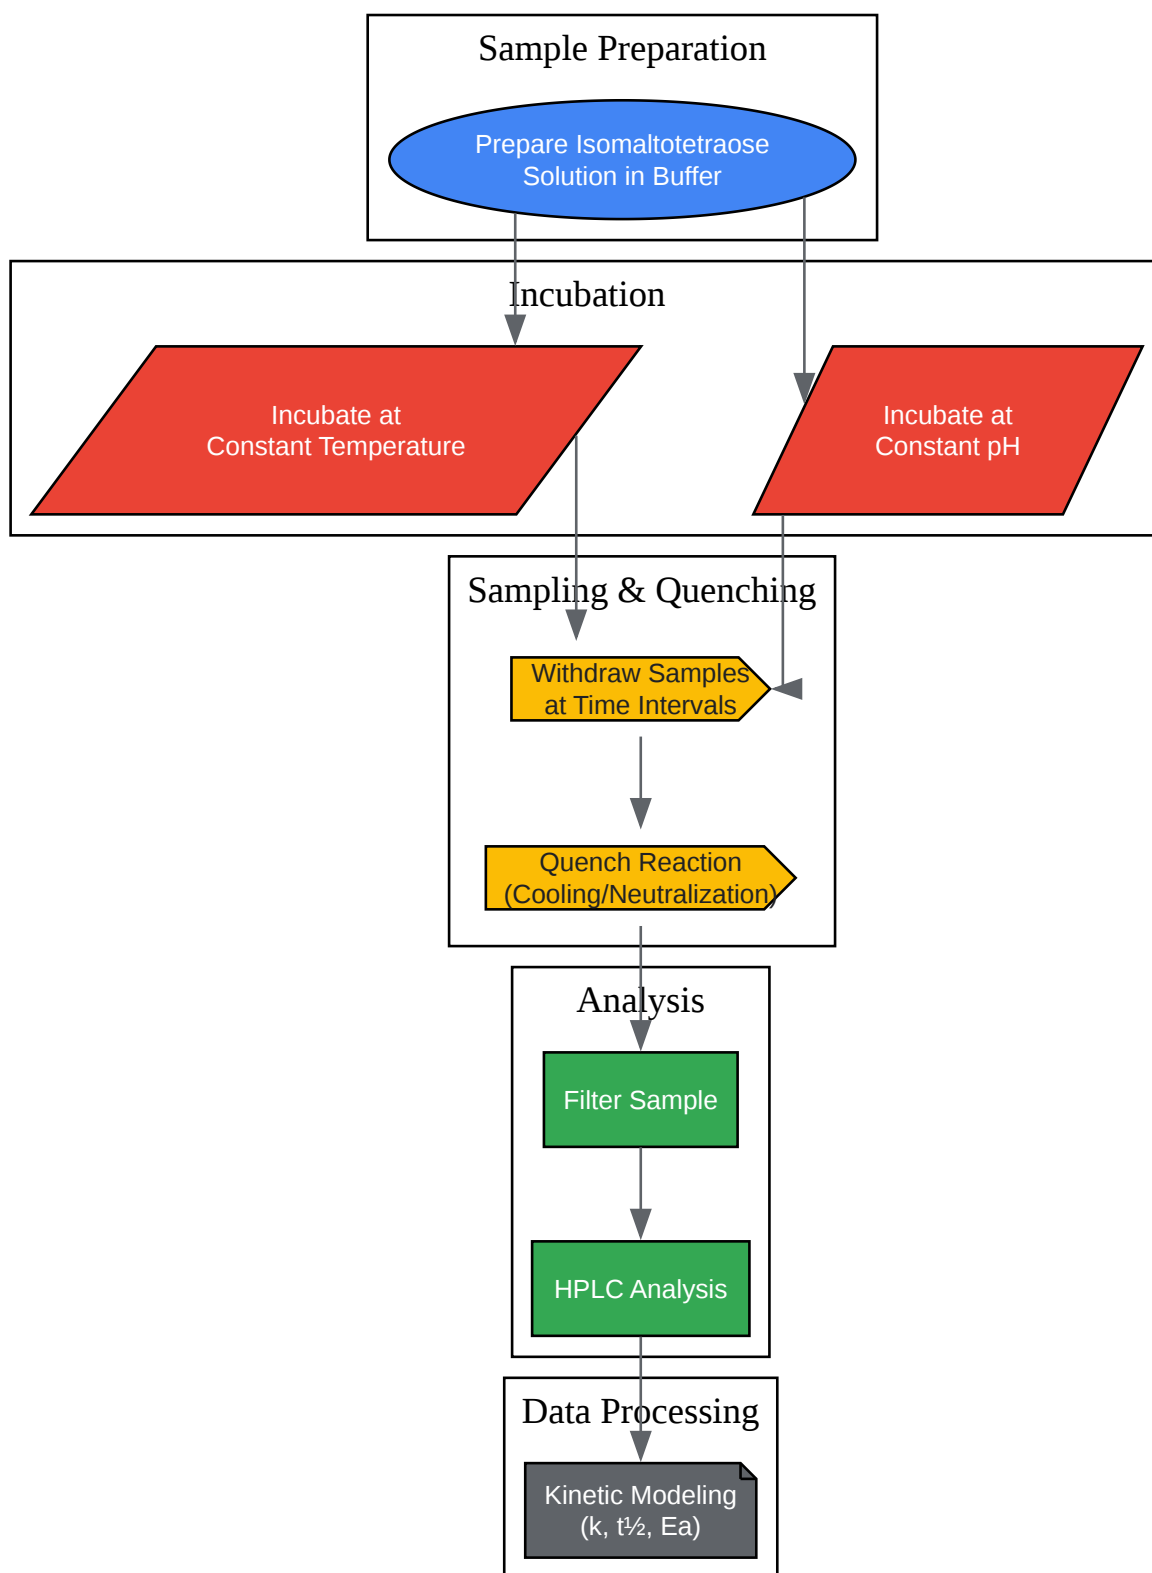 Sample Preparation
Prepare Isomaltotetraose
Solution in Buffer
Incubation
Incubate at
Constant Temperature
Incubate at
Constant pH
Sampling & Quenching
Withdraw Samples
at Time Intervals
Quench Reaction
(Cooling/Neutralization)
Analysis
Filter Sample
HPLC Analysis
Data Processing
Kinetic Modeling
(k, t½, Ea)